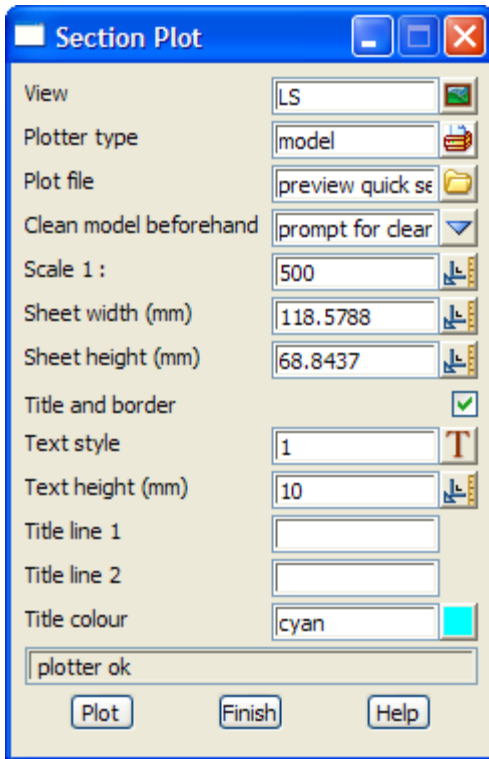 Section Plot
View LS
Plotter type model
Plot file preview quick se
Clean model beforehand prompt for clear
Scale 1 : 500
Sheet width (mm) 118.5788
Sheet height (mm) 68.8437
Title and border
Text style 1 T
Text height (mm) 10
Title line 1
Title line 2
Title colour cyan
plotter ok
Plot Finish Help